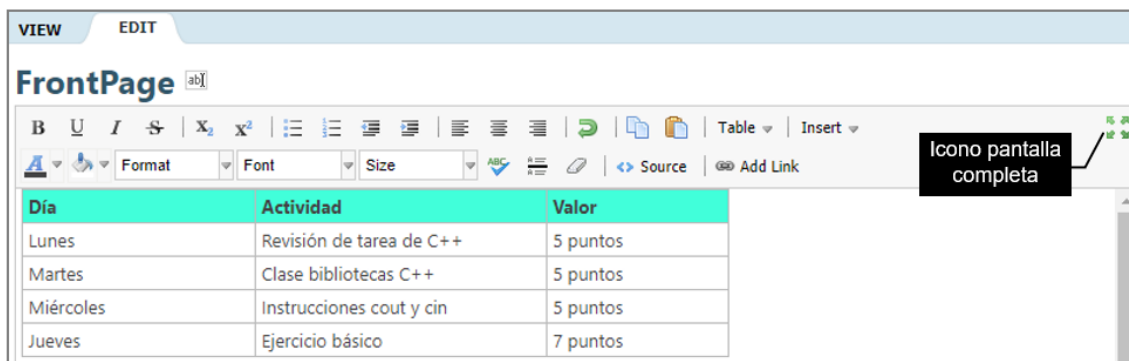 VIEW EDIT
FrontPage ab
B U I S X₂ X² Table Insert
A Format Font Size ABC Source Add Link
Icono pantalla
completa
Día Actividad Valor
Lunes Revisión de tarea de C++ 5 puntos
Martes Clase bibliotecas C++ 5 puntos
Miércoles Instrucciones cout y cin 5 puntos
Jueves Ejercicio básico 7 puntos